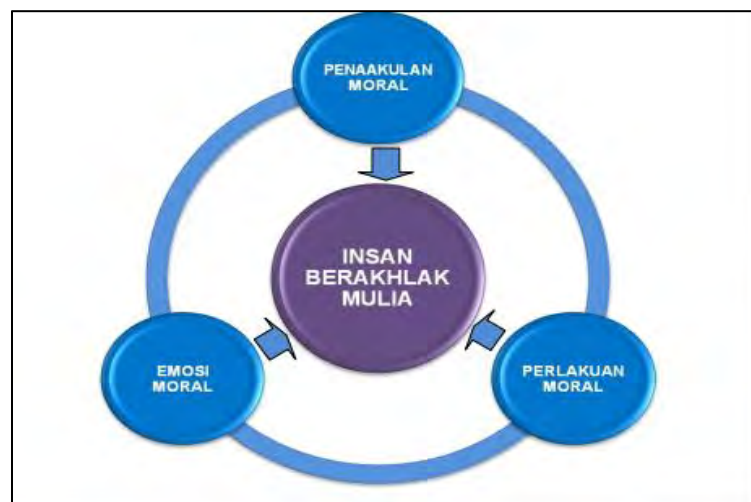 PENAAKULAN
MORAL
INSAN
BERAKHLAK
MULIA
EMOSI
MORAL
PERLAKUAN
MORAL